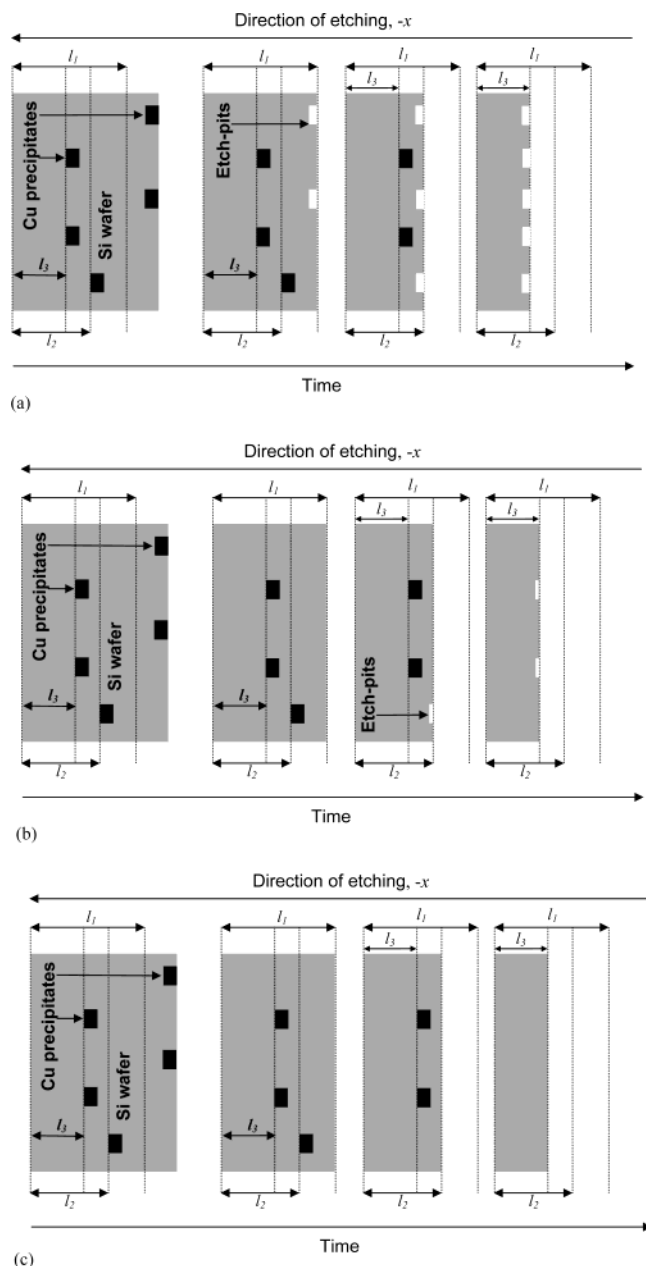 Direction of etching, -x
l1 l1 l1 l1
l3 l3
Cu precipitates
Si wafer
Etch-pits
l3 l3
l2 l2 l2 l2
Time
(a)
Direction of etching, -x
l1 l1 l1 l1
l3 l3
Cu precipitates
Si wafer
Etch-pits
l3 l3
l2 l2 l2 l2
Time
(b)
Direction of etching, -x
l1 l1 l1 l1
l3 l3
Cu precipitates
Si wafer
l3 l3
l2 l2 l2 l2
Time
(c)